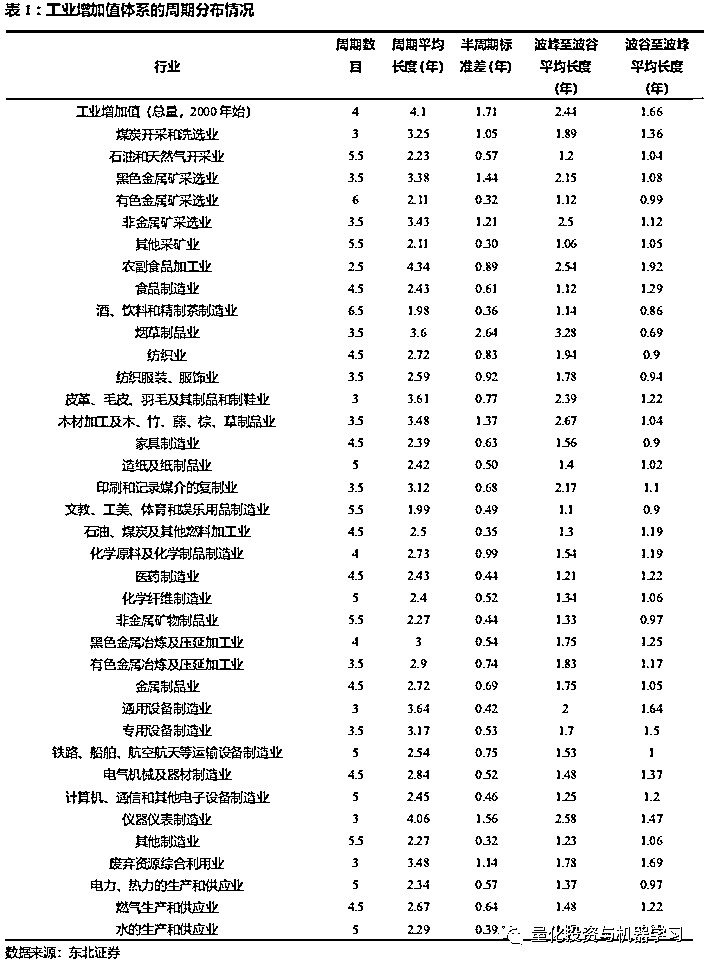 表 1：工业增加值体系的周期分布情况
行业 周期数目 周期平均长度（年） 半周期标准差（年） 波峰至波谷平均长度（年） 波谷至波峰平均长度（年）
工业增加值（总量，2000 年始） 4 4.1 1.71 2.44 1.66
煤炭开采和洗选业 3 3.25 1.05 1.89 1.36
石油和天然气开采业 5.5 2.23 0.57 1.2 1.04
黑色金属矿采选业 3.5 3.38 1.44 2.15 1.08
有色金属矿采选业 6 2.11 0.32 1.12 0.99
非金属矿采选业 3.5 3.43 1.21 2.5 1.12
其他采矿业 5.5 2.11 0.30 1.06 1.05
农副食品加工业 2.5 4.34 0.89 2.54 1.92
食品制造业 4.5 2.43 0.61 1.12 1.29
酒、饮料和精制茶制造业 6.5 1.98 0.36 1.14 0.86
烟草制品业 3.5 3.6 2.64 3.28 0.69
纺织业 4.5 2.72 0.83 1.94 0.9
纺织服装、服饰业 3.5 2.59 0.92 1.78 0.94
皮革、毛皮、羽毛及其制品和制鞋业 3 3.61 0.77 2.39 1.22
木材加工及木、竹、藤、棕、草制品业 3.5 3.48 1.37 2.67 1.04
家具制造业 4.5 2.39 0.63 1.56 0.9
造纸及纸制品业 5 2.42 0.50 1.4 1.02
印刷和记录媒介的复制业 3.5 3.12 0.68 2.17 1.1
文教、工美、体育和娱乐用品制造业 5.5 1.99 0.49 1.1 0.9
石油、煤炭及其他燃料加工业 4.5 2.5 0.35 1.3 1.19
化学原料及化学制品制造业 4 2.73 0.99 1.54 1.19
医药制造业 4.5 2.43 0.44 1.21 1.22
化学纤维制造业 5 2.4 0.52 1.34 1.06
非金属矿物制品业 5.5 2.27 0.44 1.33 0.97
黑色金属冶炼及压延加工业 4 3 0.54 1.75 1.25
有色金属冶炼及压延加工业 3.5 2.9 0.74 1.83 1.17
金属制品业 4.5 2.72 0.69 1.75 1.05
通用设备制造业 3 3.64 0.42 2 1.64
专用设备制造业 3.5 3.17 0.53 1.7 1.5
铁路、船舶、航空航天等运输设备制造业 5 2.54 0.75 1.53 1
电气机械及器材制造业 4.5 2.84 0.52 1.48 1.37
计算机、通信和其他电子设备制造业 5 2.45 0.46 1.25 1.2
仪器仪表制造业 3 4.06 1.56 2.58 1.47
其他制造业 5.5 2.27 0.32 1.23 1.06
废弃资源综合利用业 3 3.48 1.14 1.78 1.69
电力、热力的生产和供应业 5 2.34 0.57 1.37 0.97
燃气生产和供应业 4.5 2.67 0.64 1.48 1.22
水的生产和供应业 5 2.29 0.39
量化投资与机器学习
数据来源：东北证券